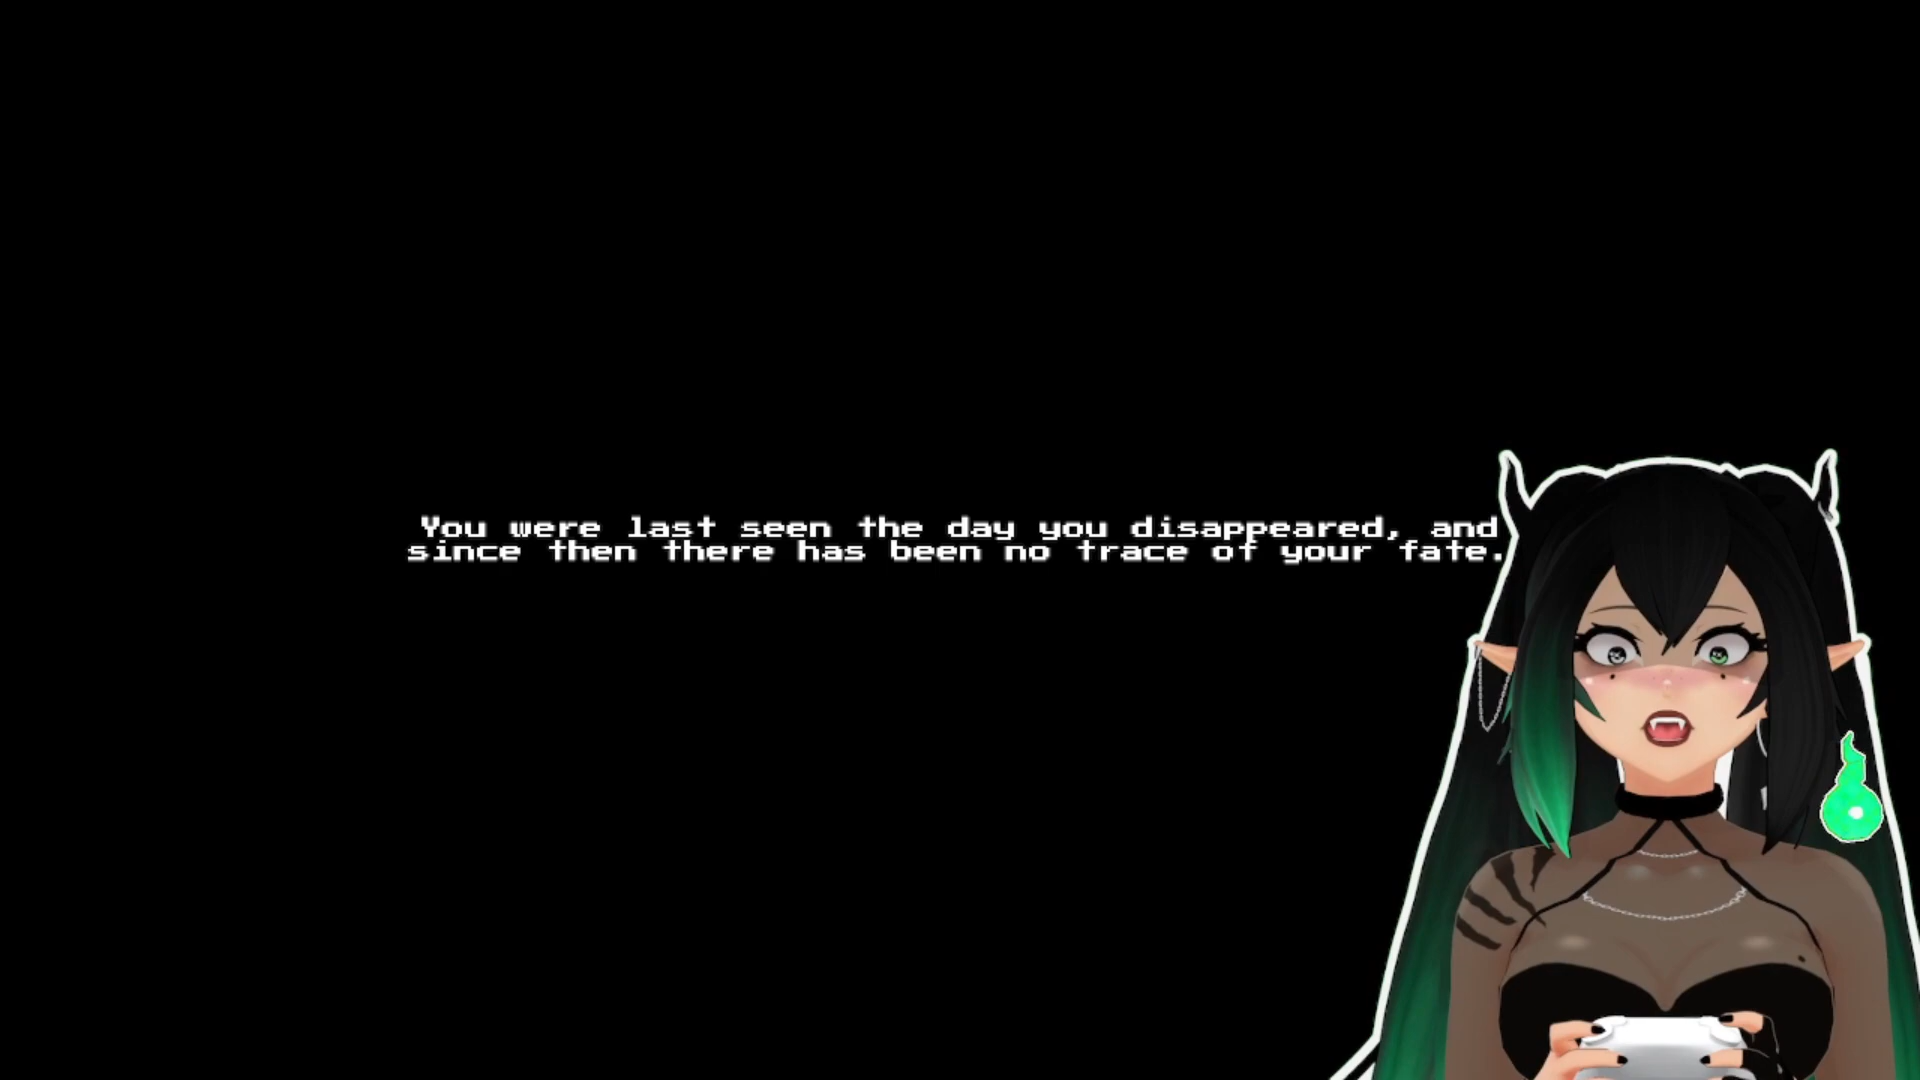 You were last seen the day you disappeared, and
since then there has been no trace of your fate.